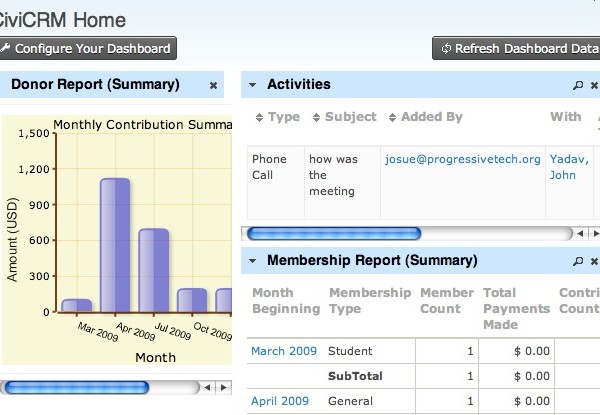 CiviCRM Home
Configure Your Dashboard
Refresh Dashboard Data
Donor Report (Summary)
Monthly Contribution Summa
1,500
1,200
900
600
300
0
Amount (USD)
Mar 2009
Apr 2009
Jul 2009
Oct 2009
Month
Activities
Type Subject Added By With
Phone Call
how was the meeting
josue@progressivetech.org
Yadav, John
Membership Report (Summary)
Month Beginning
Membership Type
Member Count
Total Payments Made
Contri Count
March 2009 Student 1 $ 0.00
SubTotal 1 $ 0.00
April 2009 General 1 $ 0.00